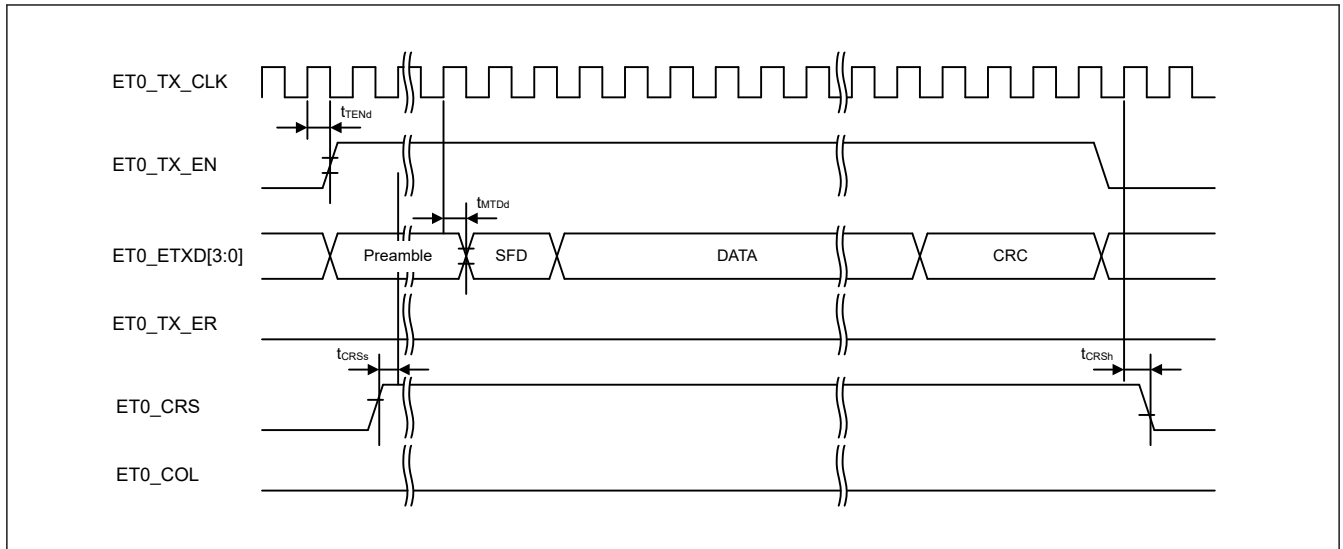 ET0_TX_CLK
tTENd
ET0_TX_EN
tMTDd
ET0_ETXD[3:0]
Preamble SFD DATA CRC
ET0_TX_ER
tCRSs tCRSh
ET0_CRS
ET0_COL